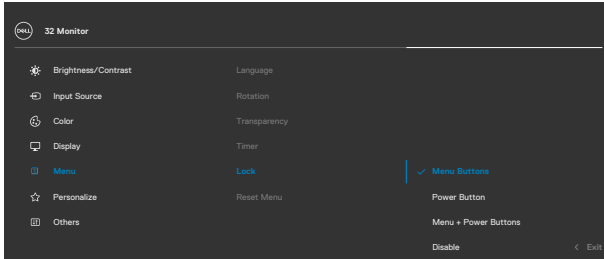 DELL
32 Monitor
Brightness/Contrast Language
Input Source Rotation
Color Transparency
Display Timer
Menu Lock Menu Buttons
Personalize Reset Menu Power Button
Others Menu + Power Buttons
Disable Exit